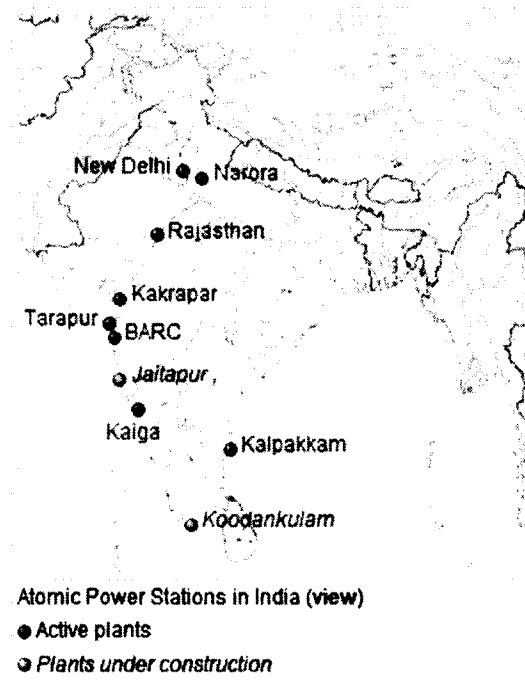 New Delhi
Narora
Rajasthan
Kakrapar
Tarapur
BARC
Jaitapur
Kaiga
Kalpakkam
Koodankulam
Atomic Power Stations in India (view)
Active plants
Plants under construction